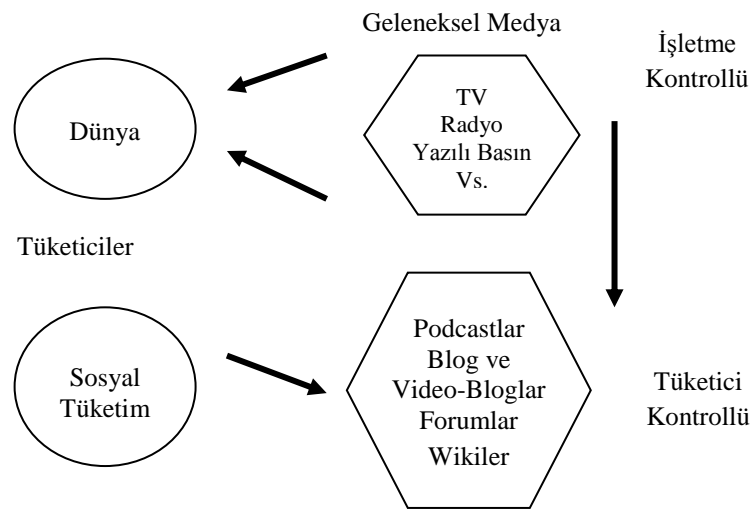 Geleneksel Medya
İşletme
Kontrollü
TV
Radyo
Yazılı Basın
Vs.
Dünya
Tüketiciler
Podcastlar
Blog ve
Video-Bloglar
Forumlar
Wikiler
Sosyal
Tüketim
Tüketici
Kontrollü